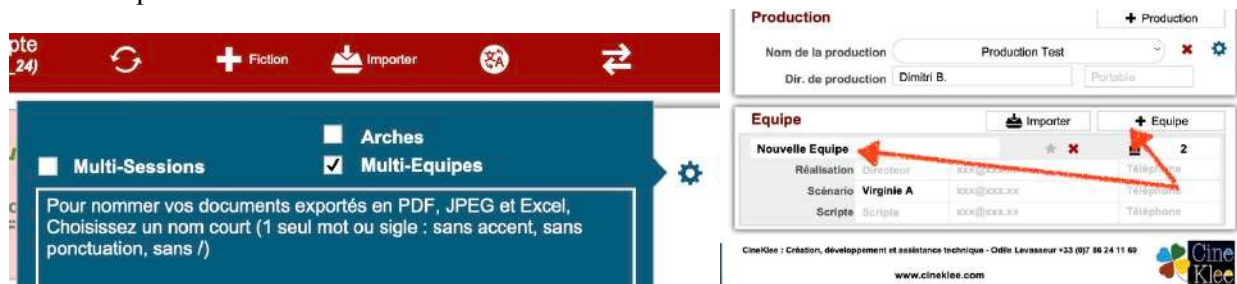 pte
_24)
Fiction
Importer
Arches
Multi-Sessions
Multi-Equipes
Pour nommer vos documents exportés en PDF, JPEG et Excel,
Choisissez un nom court (1 seul mot ou sigle : sans accent, sans
ponctuation, sans /)
Production
+ Production
Nom de la production
Production Test
Dir. de production
Dimitri B.
Portable
Equipe
Importer
+ Equipe
Nouvelle Equipe
2
Réalisation Directeur xxx@xxx.xx Téléphone
Scénario Virginie A xxx@xxx.xx Téléphone
Scripte Scripte xxx@xxx.xx Téléphone
CineKlee : Création, développement et assistance technique - Odile Levasseur +33 (0)7 86 24 11 69
www.cineklee.com
Cine
Klee